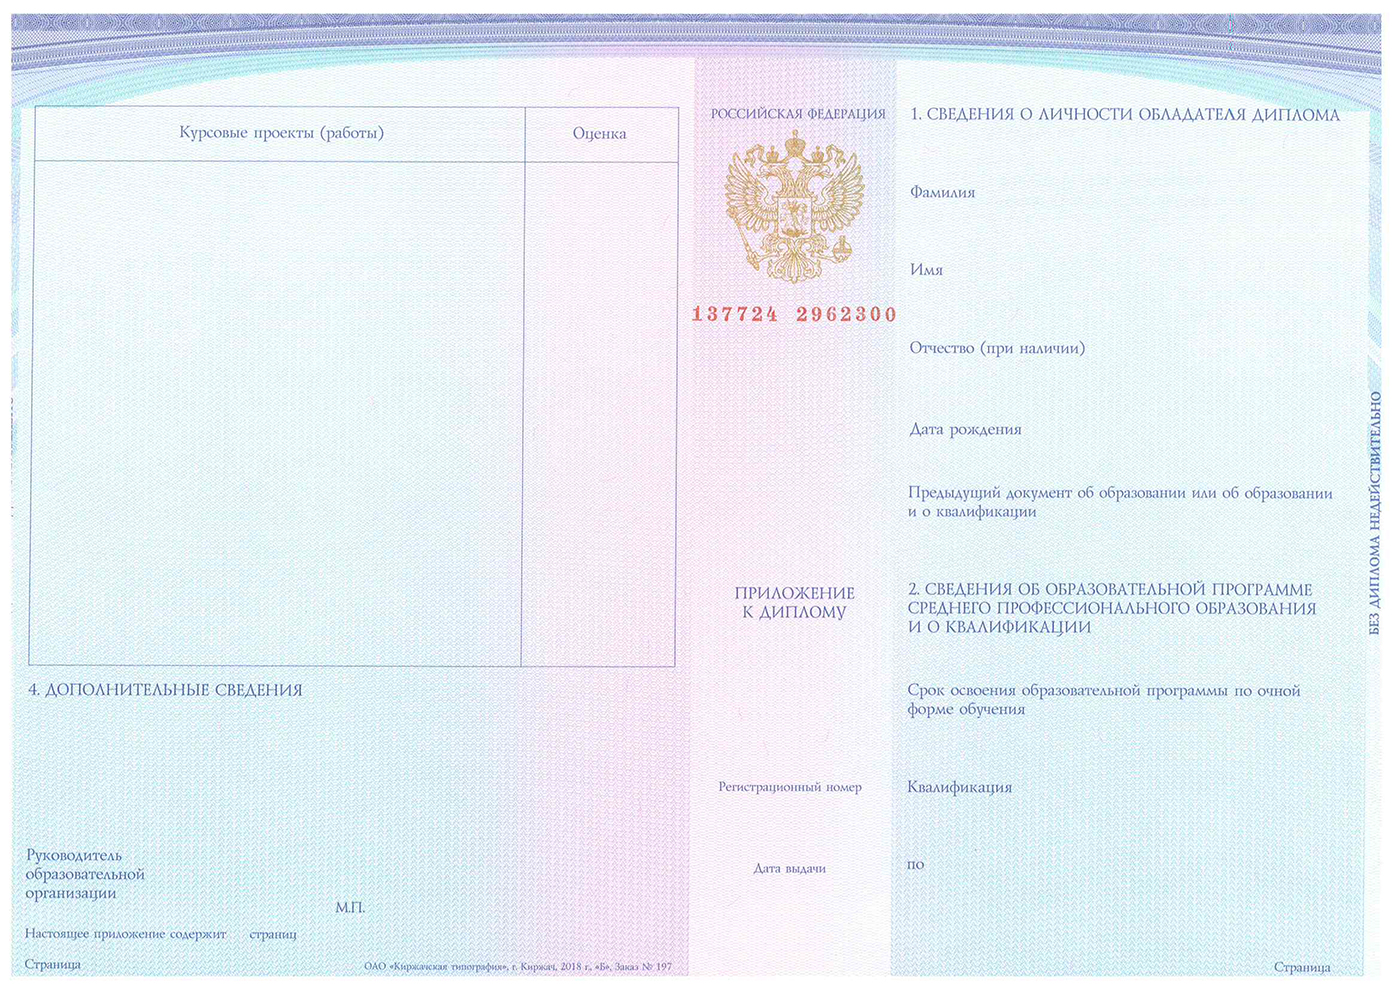 Курсовые проекты (работы)
Оценка
4. ДОПОЛНИТЕЛЬНЫЕ СВЕДЕНИЯ
Руководитель
образовательной
организации
М.П.
Настоящее приложение содержит страниц
Страница
ОАО «Киржачская типография», г. Киржач, 2018 г., «Б», Заказ № 197
РОССИЙСКАЯ ФЕДЕРАЦИЯ
137724 2962300
ПРИЛОЖЕНИЕ
К ДИПЛОМУ
Регистрационный номер
Дата выдачи
1. СВЕДЕНИЯ О ЛИЧНОСТИ ОБЛАДАТЕЛЯ ДИПЛОМА
Фамилия
Имя
Отчество (при наличии)
Дата рождения
Предыдущий документ об образовании или об образовании
и о квалификации
2. СВЕДЕНИЯ ОБ ОБРАЗОВАТЕЛЬНОЙ ПРОГРАММЕ
СРЕДНЕГО ПРОФЕССИОНАЛЬНОГО ОБРАЗОВАНИЯ
И О КВАЛИФИКАЦИИ
Срок освоения образовательной программы по очной
форме обучения
Квалификация
по
Страница
БЕЗ ДИПЛОМА НЕДЕЙСТВИТЕЛЬНО